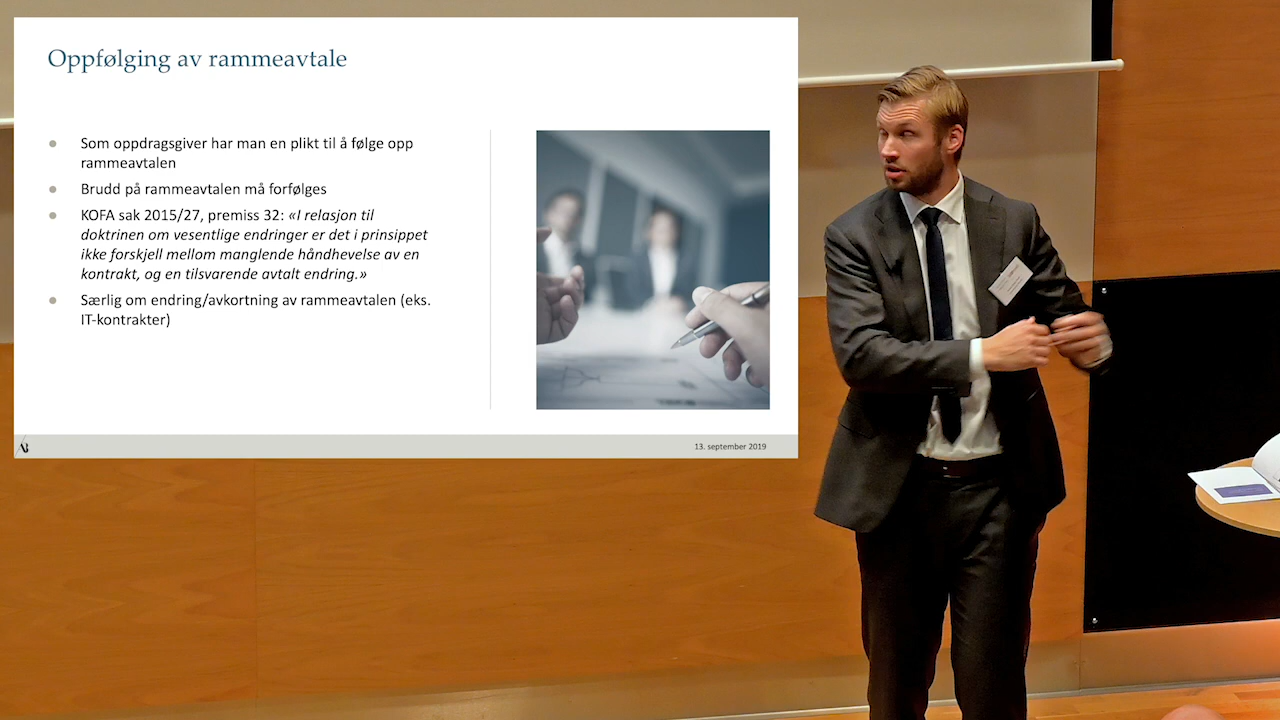 Oppfølging av rammeavtale
● Som oppdragsgiver har man en plikt til å følge opp
rammeavtalen
● Brudd på rammeavtalen må forfølges
● KOFA sak 2015/27, premiss 32: «I relasjon til
doktrinen om vesentlige endringer er det i prinsippet
ikke forskjell mellom manglende håndhevelse av en
kontrakt, og en tilsvarende avtalt endring.»
● Særlig om endring/avkortning av rammeavtalen (eks.
IT-kontrakter)
13. september 2019